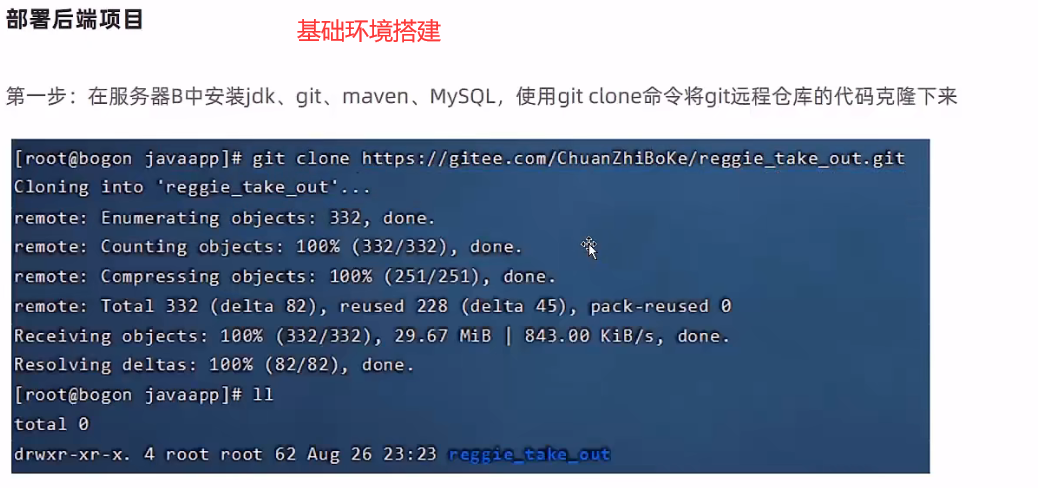 部署后端项目
基础环境搭建
第一步：在服务器B中安装jdk、git、maven、MySQL，使用git clone命令将git远程仓库的代码克隆下来
[root@bogon javaapp]# git clone https://gitee.com/ChuanZhiBoKe/reggie_take_out.git
Cloning into 'reggie_take_out'...
remote: Enumerating objects: 332, done.
remote: Counting objects: 100% (332/332), done.
remote: Compressing objects: 100% (251/251), done.
remote: Total 332 (delta 82), reused 228 (delta 45), pack-reused 0
Receiving objects: 100% (332/332), 29.67 MiB | 843.00 KiB/s, done.
Resolving deltas: 100% (82/82), done.
[root@bogon javaapp]# ll
total 0
drwxr-xr-x. 4 root root 62 Aug 26 23:23 reggie_take_out